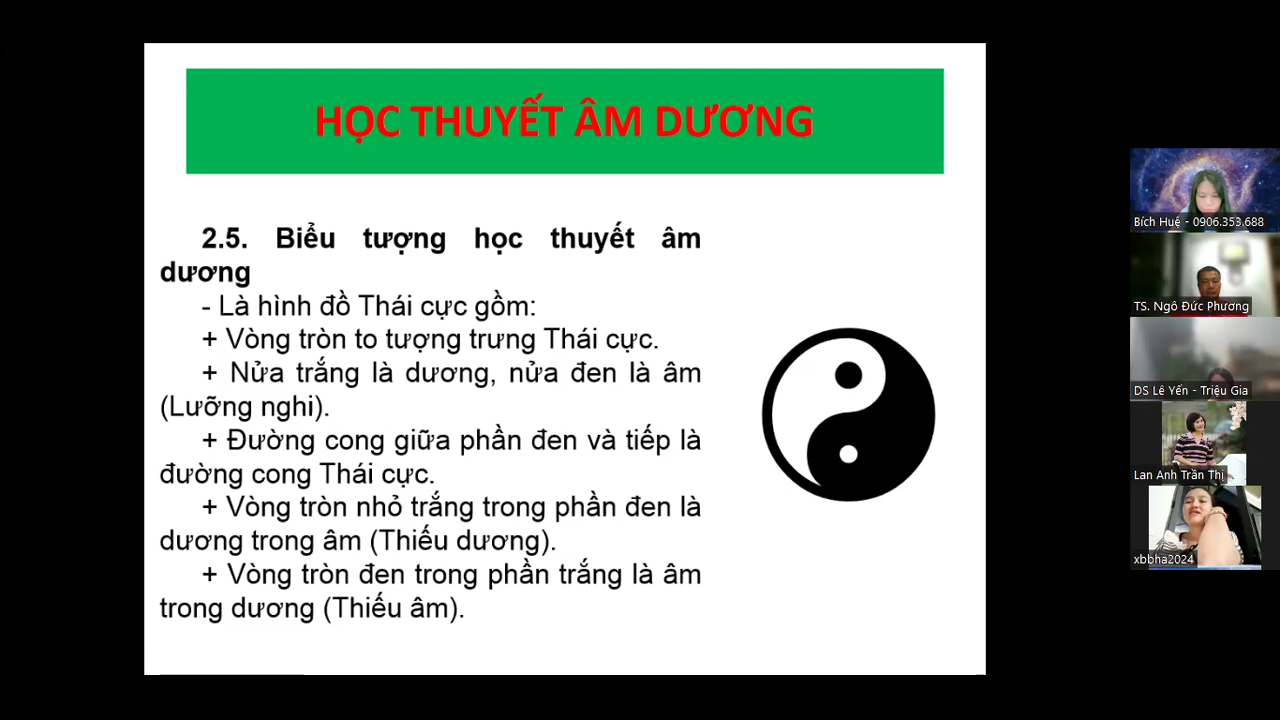 HỌC THUYẾT ÂM DƯƠNG
2.5. Biểu tượng học thuyết âm
dương
- Là hình đồ Thái cực gồm:
+ Vòng tròn to tượng trưng Thái cực.
+ Nửa trắng là dương, nửa đen là âm
(Lưỡng nghi).
+ Đường cong giữa phần đen và tiếp là
đường cong Thái cực.
+ Vòng tròn nhỏ trắng trong phần đen là
dương trong âm (Thiếu dương).
+ Vòng tròn đen trong phần trắng là âm
trong dương (Thiếu âm).
Bích Huệ - 0906.353.688
TS. Ngô Đức Phương
DS Lê Yến - Triệu Gia
Lan Anh Trần Thị
xbbha2024